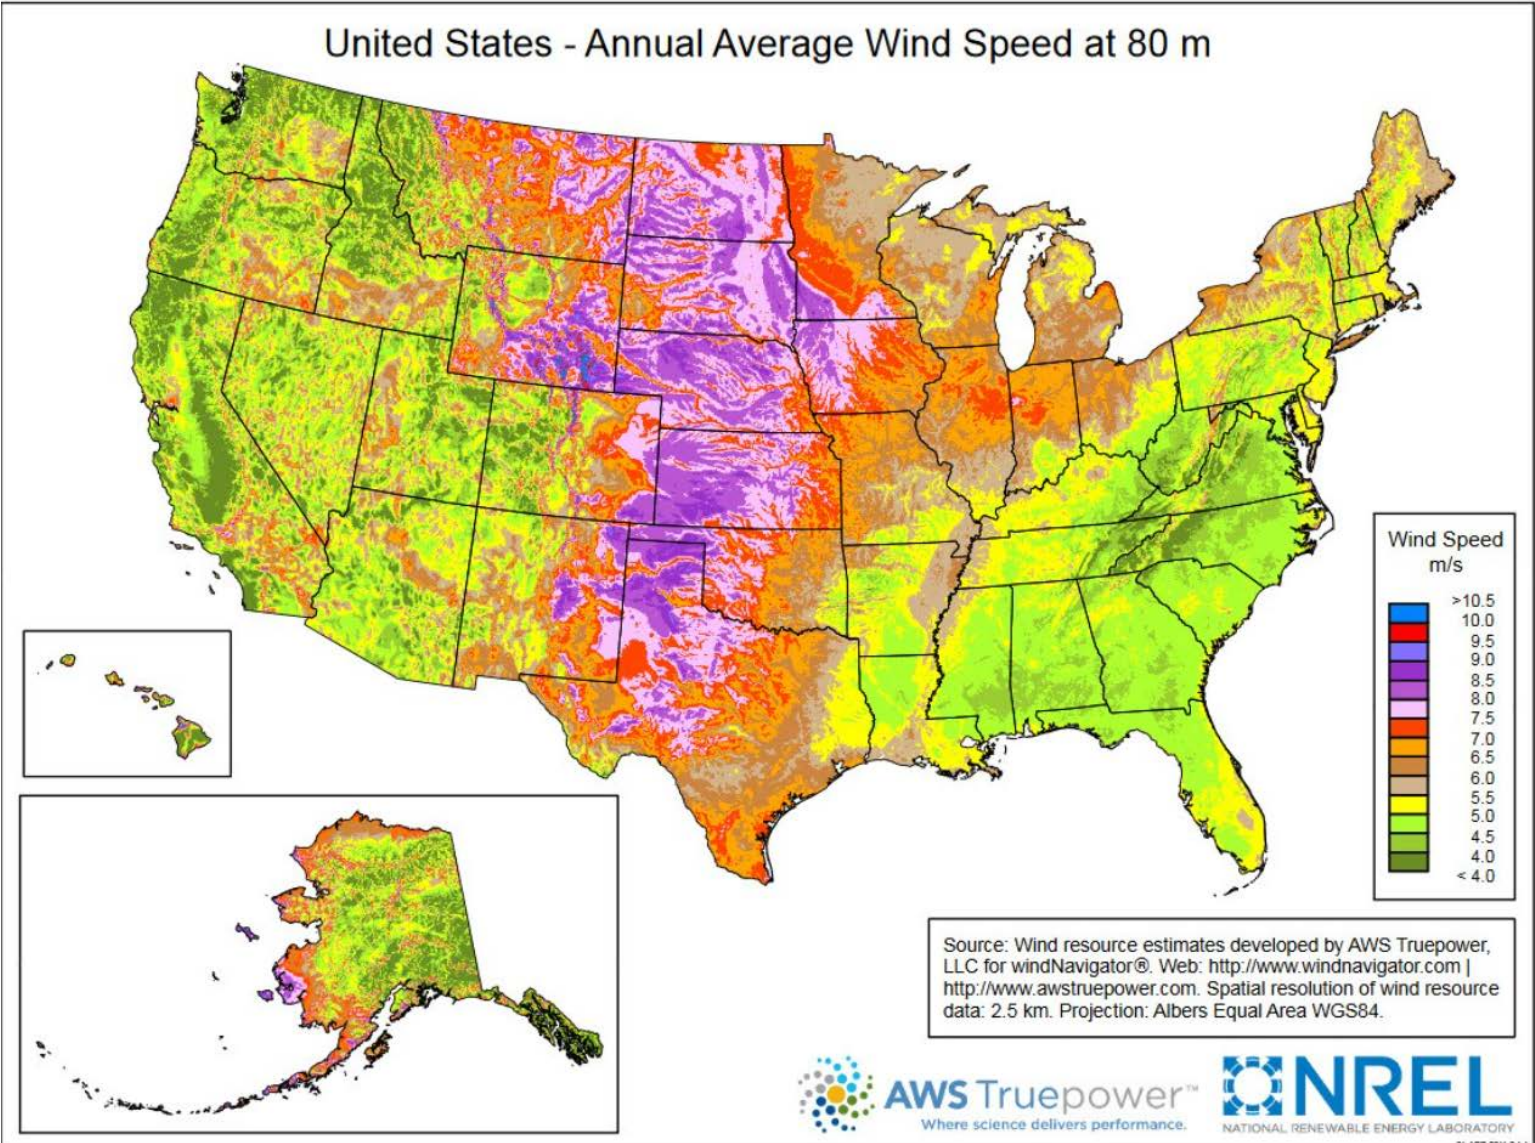 United States - Annual Average Wind Speed at 80 m
Wind Speed
m/s
>10.5
10.0
9.5
9.0
8.5
8.0
7.5
7.0
6.5
6.0
5.5
5.0
4.5
4.0
< 4.0
Source: Wind resource estimates developed by AWS Truepower,
LLC for windNavigator®. Web: http://www.windnavigator.com |
http://www.awstruepower.com. Spatial resolution of wind resource
data: 2.5 km. Projection: Albers Equal Area WGS84.
AWS Truepower™
Where science delivers performance.
NREL
NATIONAL RENEWABLE ENERGY LABORATORY